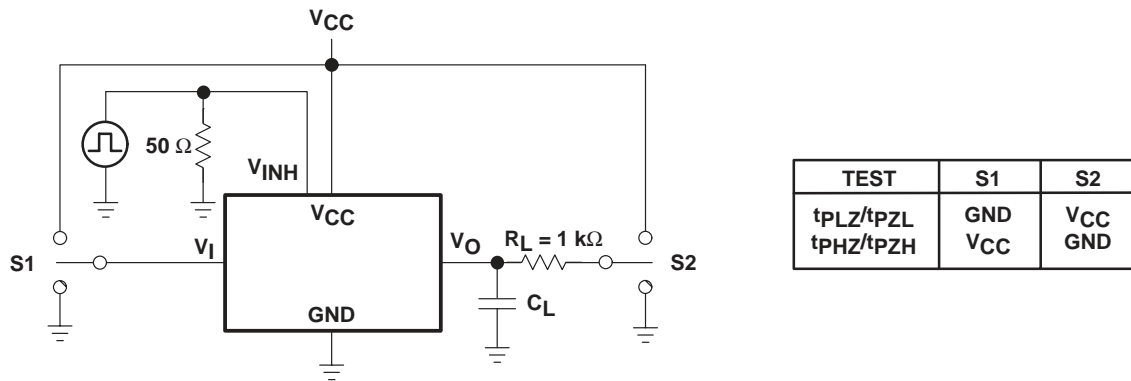 VCC
50 Ω
VINH
VCC
S1
VI
VO
RL = 1 kΩ
S2
CL
GND
TEST S1 S2
tPLZ/tPZL GND VCC
tPHZ/tPZH VCC GND